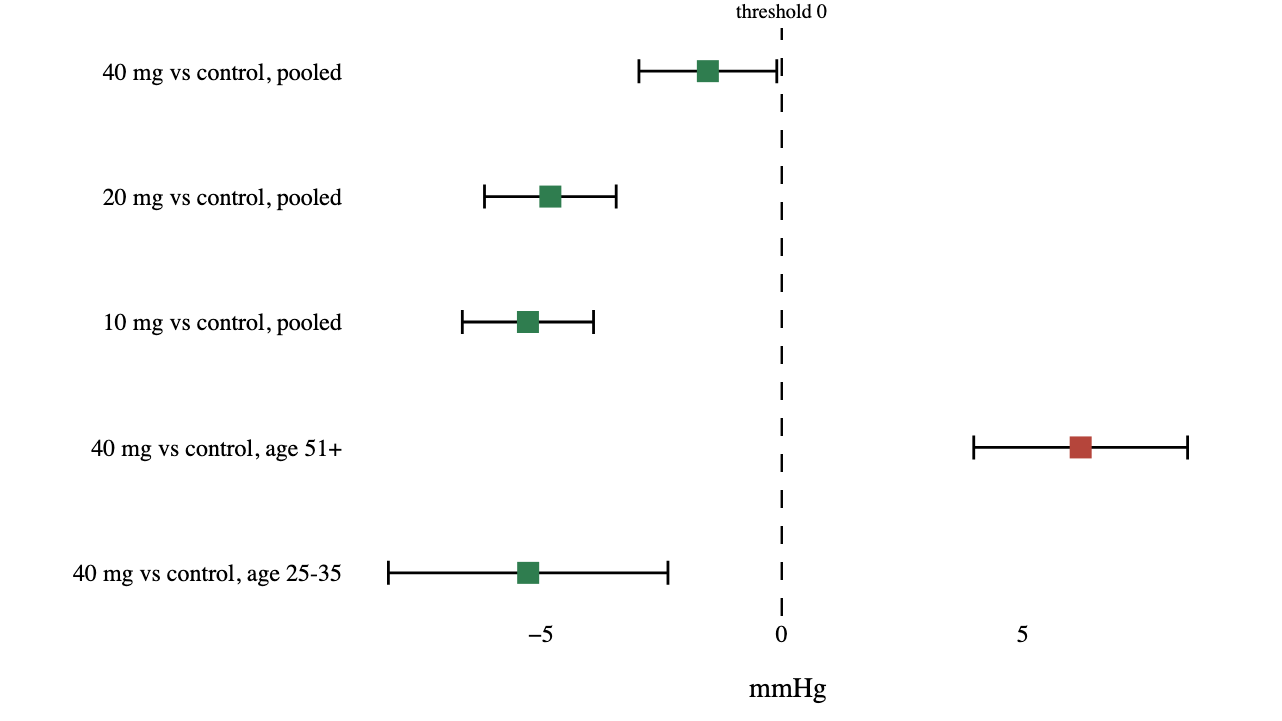 threshold 0
40 mg vs control, pooled
20 mg vs control, pooled
10 mg vs control, pooled
40 mg vs control, age 51+
40 mg vs control, age 25-35
−5 0 5
mmHg